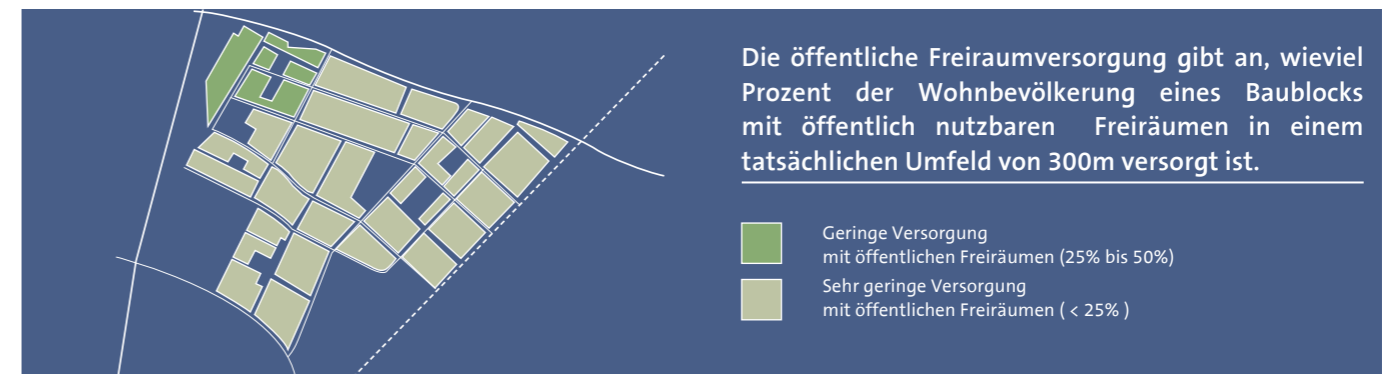 Die öffentliche Freiraumversorgung gibt an, wieviel
Prozent der Wohnbevölkerung eines Baublocks
mit öffentlich nutzbaren Freiräumen in einem
tatsächlichen Umfeld von 300m versorgt ist.
Geringe Versorgung
mit öffentlichen Freiräumen (25% bis 50%)
Sehr geringe Versorgung
mit öffentlichen Freiräumen ( < 25% )